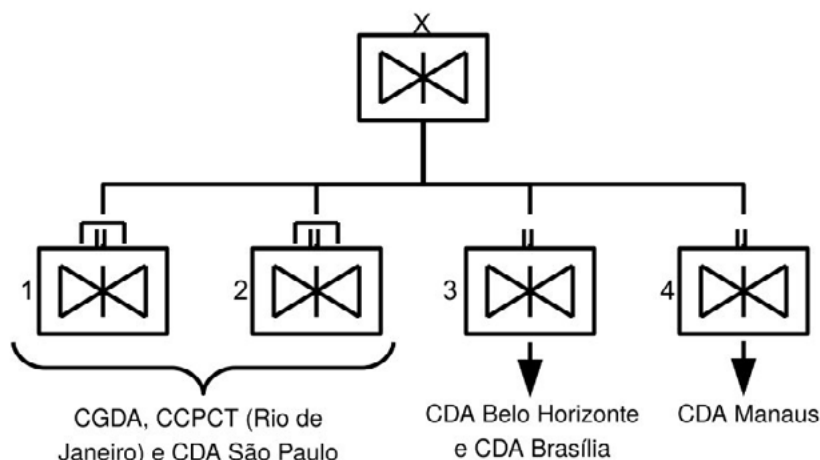 X
1
2
3
4
CGDA, CCPCT (Rio de
Janeiro) e CDA São Paulo
CDA Belo Horizonte
e CDA Brasília
CDA Manaus